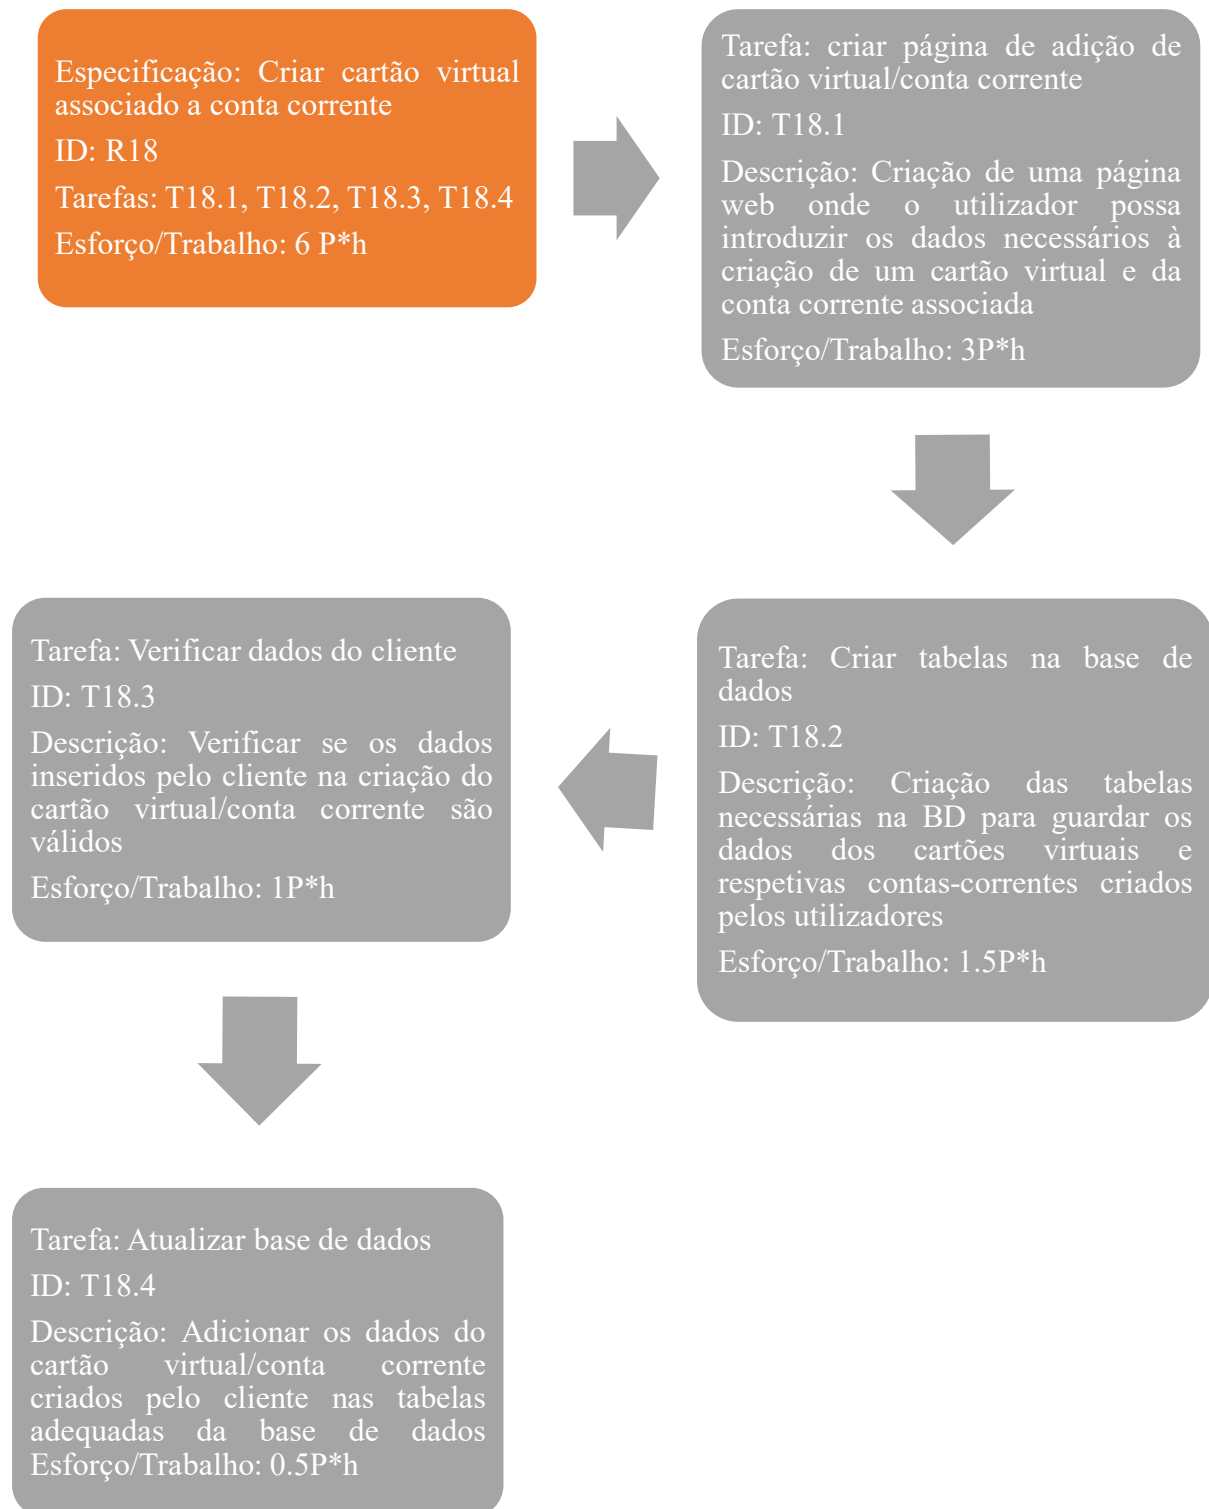 Especificação: Criar cartão virtual
associado a conta corrente
ID: R18
Tarefas: T18.1, T18.2, T18.3, T18.4
Esforço/Trabalho: 6 P*h
Tarefa: criar página de adição de
cartão virtual/conta corrente
ID: T18.1
Descrição: Criação de uma página
web onde o utilizador possa
introduzir os dados necessários à
criação de um cartão virtual e da
conta corrente associada
Esforço/Trabalho: 3P*h
Tarefa: Criar tabelas na base de
dados
ID: T18.2
Descrição: Criação das tabelas
necessárias na BD para guardar os
dados dos cartões virtuais e
respetivas contas-correntes criados
pelos utilizadores
Esforço/Trabalho: 1.5P*h
Tarefa: Verificar dados do cliente
ID: T18.3
Descrição: Verificar se os dados
inseridos pelo cliente na criação do
cartão virtual/conta corrente são
válidos
Esforço/Trabalho: 1P*h
Tarefa: Atualizar base de dados
ID: T18.4
Descrição: Adicionar os dados do
cartão virtual/conta corrente
criados pelo cliente nas tabelas
adequadas da base de dados
Esforço/Trabalho: 0.5P*h